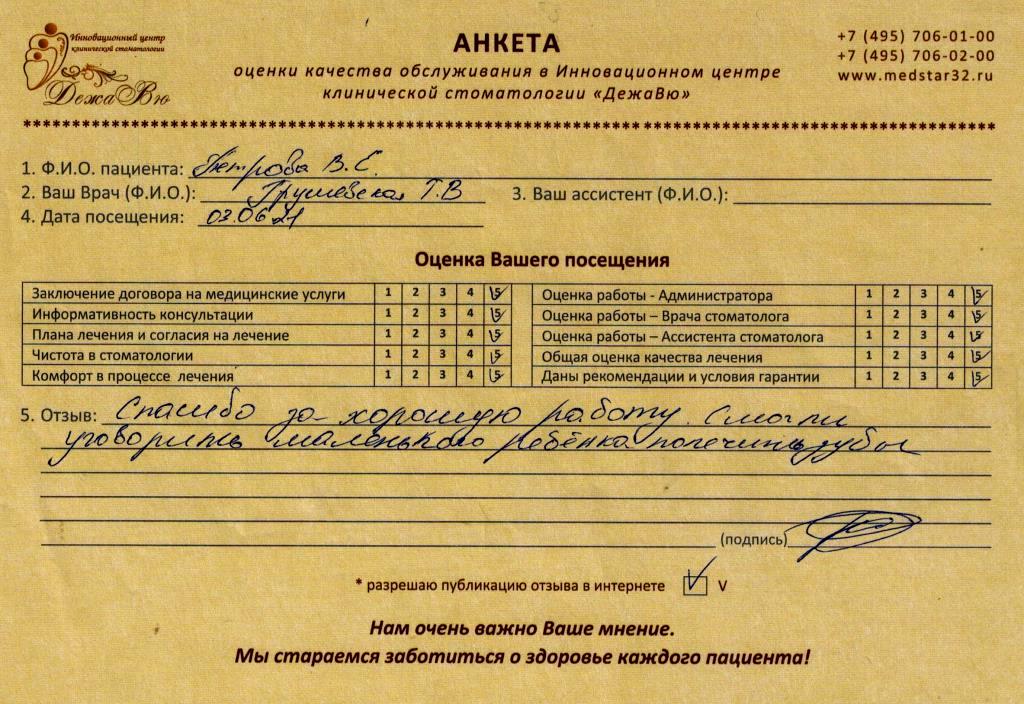 Инновационный центр
клинической стоматологии
ДежаВю
АНКЕТА
оценки качества обслуживания в Инновационном центре
клинической стоматологии «ДежаВю»
+7 (495) 706-01-00
+7 (495) 706-02-00
www.medstar32.ru
1. Ф.И.О. пациента: Петрова В.Е.
2. Ваш Врач (Ф.И.О.): Грушевская Т.В 3. Ваш ассистент (Ф.И.О.):
4. Дата посещения: 03.06.21
Оценка Вашего посещения
Заключение договора на медицинские услуги 1 2 3 4 5
Информативность консультации 1 2 3 4 5
Плана лечения и согласия на лечение 1 2 3 4 5
Чистота в стоматологии 1 2 3 4 5
Комфорт в процессе лечения 1 2 3 4 5
Оценка работы - Администратора 1 2 3 4 5
Оценка работы – Врача стоматолога 1 2 3 4 5
Оценка работы – Ассистента стоматолога 1 2 3 4 5
Общая оценка качества лечения 1 2 3 4 5
Даны рекомендации и условия гарантии 1 2 3 4 5
5. Отзыв: Спасибо за хорошую работу. Смогли
уговорить маленького ребёнка полечить зубы
(подпись)
* разрешаю публикацию отзыва в интернете V
Нам очень важно Ваше мнение.
Мы стараемся заботиться о здоровье каждого пациента!